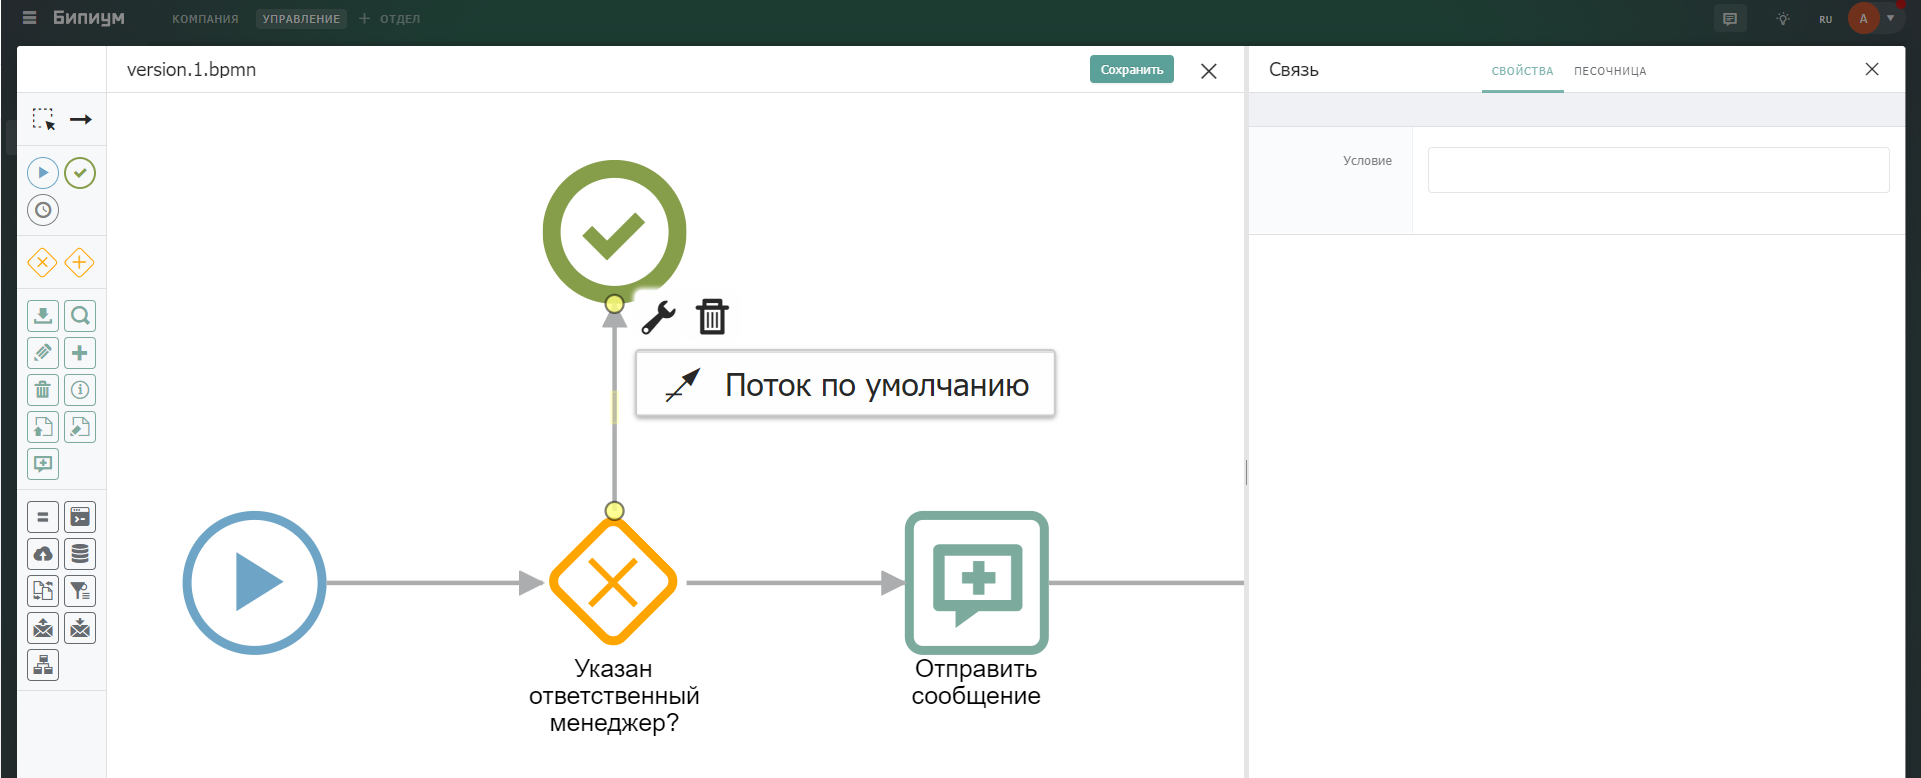 Бипиум
КОМПАНИЯ
УПРАВЛЕНИЕ
ОТДЕЛ
RU
A
version.1.bpmn
Сохранить
Связь
СВОЙСТВА
ПЕСОЧНИЦА
Условие
Поток по умолчанию
Указан
ответственный
менеджер?
Отправить
сообщение